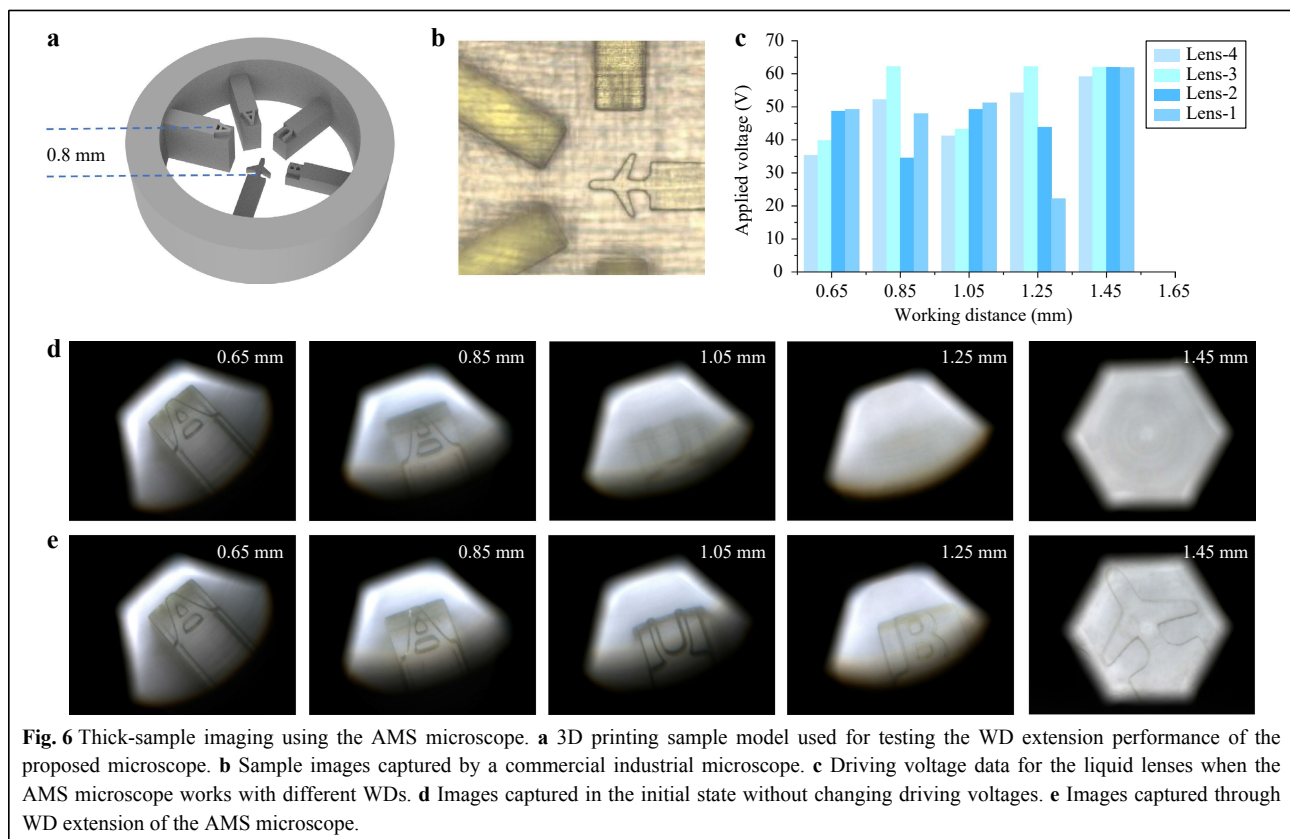 a
0.8 mm
b
c
Applied voltage (V)
70
60
50
40
30
20
10
0
0.65 0.85 1.05 1.25 1.45 1.65
Working distance (mm)
Lens-4
Lens-3
Lens-2
Lens-1
d
0.65 mm 0.85 mm 1.05 mm 1.25 mm 1.45 mm
e
0.65 mm 0.85 mm 1.05 mm 1.25 mm 1.45 mm
B
Fig. 6 Thick-sample imaging using the AMS microscope. a 3D printing sample model used for testing the WD extension performance of the
proposed microscope. b Sample images captured by a commercial industrial microscope. c Driving voltage data for the liquid lenses when the
AMS microscope works with different WDs. d Images captured in the initial state without changing driving voltages. e Images captured through
WD extension of the AMS microscope.